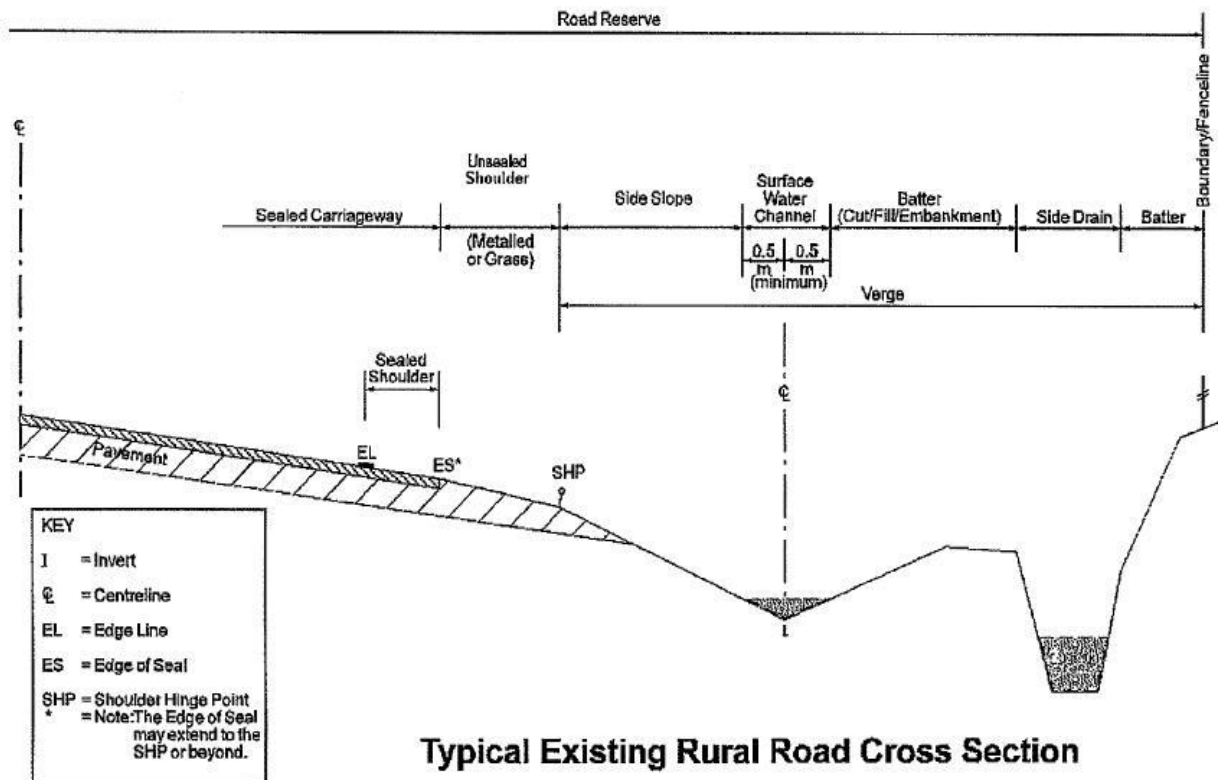 Road Reserve
Boundary/Fenceline
℄
Unsealed
Shoulder
Sealed Carriageway
(Metalled
or Grass)
Side Slope
Surface
Water
Channel
Batter
(Cut/Fill/Embankment)
Side Drain
Batter
0.5
m
0.5
m
(minimum)
Verge
Sealed
Shoulder
℄
Pavement
EL
ES*
SHP
I
KEY
I = Invert
℄ = Centreline
EL = Edge Line
ES = Edge of Seal
SHP = Shoulder Hinge Point
* = Note:The Edge of Seal
may extend to the
SHP or beyond.
Typical Existing Rural Road Cross Section